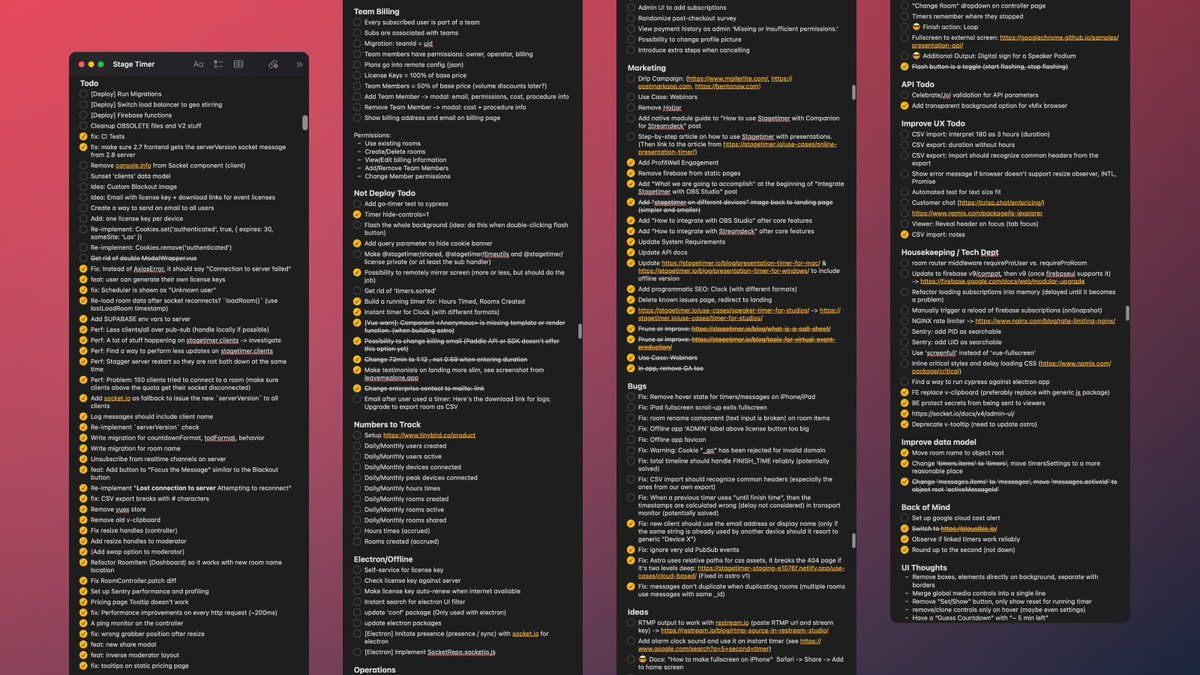 Stage Timer
Aa
Todo
[Deploy] Run Migrations
[Deploy] Switch load balancer to geo stirring
[Deploy] Firebase functions
Cleanup OBSOLETE files and V2 stuff
fix: CI Tests
fix: make sure 2.7 frontend gets the serverVersion socket message
from 2.8 server
Remove console.info from Socket component (client)
Sunset 'clients' data model
Idea: Custom Blackout image
Idea: Email with license key + download links for event licenses
Create a way to send an email to all users
Add: one license key per device
Re-implement: Cookies.set('authenticated', true, { expires: 30,
sameSite: 'Lax' })
Re-implement: Cookies.remove('authenticated')
Get rid of double ModalWrapper.vue
Fix: Instead of AxiosError, it should say "Connection to server failed"
feat: user can generate their own license keys
fix: Scheduler is shown as "Unknown user"
Re-load room data after socket reconnects? `loadRoom()` (use
lastLoadRoom timestamp)
Add SUPABASE env vars to server
Perf: Less clients/all over pub-sub (handle locally if possible)
Perf: A lot of stuff happening on stagetimer.clients -> investigate
Perf: Find a way to perform less updates on stagetimer.clients
Perf: Stagger server restart so they are not both down at the same
time
Perf: Problem: 150 clients tried to connect to a room (make sure
clients above the quota get their socket disconnected)
Add socket.io as fallback to issue the new `serverVersion` to all
clients
Log messages should include client name
Re-implement `serverVersion` check
Write migration for countdownFormat, todFormat, behavior
Write migration for room name
Unsubscribe from realtime channels on server
feat: Add button to "Focus the Message" similar to the Blackout
button
Re-implement "Lost connection to server Attempting to reconnect"
fix: CSV export breaks with # characters
Remove vuex store
Remove old v-clipboard
Fix resize handles (controller)
Add resize handles to moderator
(Add swap option to moderator)
Refactor RoomItem (Dashboard) so it works with new room name
location
Fix RoomController.patch diff
Set up Sentry performance and profiling
Pricing page Tooltip doesn't work
fix: Performance improvements on every http request (~200ms)
A ping monitor on the controller
fix: wrong grabber position after resize
feat: new share modal
feat: inverse moderator layout
fix: tooltips on static pricing page
Team Billing
Every subscribed user is part of a team
Subs are associated with teams
Migration: teamId = uid
Team members have permissions: owner, operator, billing
Plans go into remote config (json)
License Keys = 100% of base price
Team Members = 50% of base price (volume discounts later?)
Add Team Member -> modal: email, permissions, cost, procedure info
Remove Team Member -> modal: cost + procedure info
Show billing address and email on billing page
Permissions:
– Use existing rooms
– Create/Delete rooms
– View/Edit billing information
– Add/Remove Team Members
– Change Member permissions
Not Deploy Todo
Add go-timer test to cypress
Timer hide-controls=1
Flash the whole background (idea: do this when double-clicking flash
button)
Add query parameter to hide cookie banner
Make @stagetimer/shared, @stagetimer/timeutils and @stagetimer/
license private (or at least the sub handler)
Possibility to remotely mirror screen (more or less, but should do the
job)
Get rid of 'timers.sorted'
Build a running timer for: Hours Timed, Rooms Created
Instant timer for Clock (with different formats)
[Vue warn]: Component <Anonymous> is missing template or render
function. (when building astro)
Possibility to change billing email (Paddle API or SDK doesn't offer
this option yet)
Change 72min to 1:12 , not 0:59 when entering duration
Make testimonials on landing more slim, see screenshot from
leavemealone.app
Change enterprise contact to mailto: link
Email after user used a timer: Here's the download for logs;
Upgrade to export room as CSV
Numbers to Track
Setup https://www.tinybird.co/product
Daily/Monthly users created
Daily/Monthly users active
Daily/Monthly devices connected
Daily/Monthly peak devices connected
Daily/Monthly hours times
Daily/Monthly rooms created
Daily/Monthly rooms active
Daily/Monthly rooms shared
Hours times (accrued)
Rooms created (accrued)
Electron/Offline
Self-service for license key
Check license key against server
Make license key auto-renew when internet available
Instant search for electron UI filter
update "conf" package (Only used with electron)
update electron packages
[Electron] Imitate presence (presence / sync) with socket.io for
electron
[Electron] Implement SocketRepo.socketio.js
Operations
Admin UI to add subscriptions
Randomize post-checkout survey
View payment history as admin 'Missing or insufficient permissions.'
Possibility to change profile picture
Introduce extra steps when cancelling
Marketing
Drip Campaign: (https://www.mailerlite.com/, https://
postmarkapp.com, https://bentonow.com)
Use Case: Webinars
Remove Hotjar
Add native module guide to "How to use Stagetimer with Companion
for Streamdeck" post
Step-by-step article on how to use Stagetimer with presentations.
(Then link to the article from https://stagetimer.io/use-cases/online-
presentation-timer/)
Add ProfitWell Engagement
Remove firebase from static pages
Add "What we are going to accomplish" at the beginning of "Integrate
Stagetimer with OBS Studio" post
Add "stagetimer on different devices" image back to landing page
(simpler and smaller)
Add "How to integrate with OBS Studio" after core features
Add "How to integrate with Streamdeck" after core features
Update System Requirements
Update API docs
Update https://stagetimer.io/blog/presentation-timer-for-mac/ &
https://stagetimer.io/blog/presentation-timer-for-windows/ to include
offline version
Add programmatic SEO: Clock (with different formats)
Delete known issues page, redirect to landing
https://stagetimer.io/use-cases/speaker-timer-for-studios/ -> https://
stagetimer.io/use-cases/timer-for-studios/
Prune or improve: https://stagetimer.io/blog/what-is-a-call-sheet/
Prune or improve: https://stagetimer.io/blog/tools-for-virtual-event-
production/
Use Case: Webinars
In app, remove GA too
Bugs
Fix: Remove hover state for timers/messages on iPhone/iPad
Fix: iPad fullscreen scroll-up exits fullscreen
Fix: room rename component (text input is broken) on room items
Fix: Offline app 'ADMIN' label above license button too big
Fix: Offline app favicon
Fix: Warning: Cookie "_ga" has been rejected for invalid domain
Fix: total timeline should handle FINISH_TIME reliably (potentially
solved)
Fix: CSV import should recognize common headers (especially the
ones from our own export)
Fix: When a previous timer uses "until finish time", then the
timestamps are calculated wrong (delay not considered) in transport
monitor (potentially solved)
Fix: new client should use the email address or display name (only if
the same string is already used by another device should it resort to
generic "Device X")
Fix: ignore very old PubSub events
Fix: Astro uses relative paths for css assets, it breaks the 404 page if
it's two levels deep: https://stagetimer-staging-e1076f.netlify.app/use-
cases/cloud-based/ (Fixed in astro v1)
Fix: messages don't duplicate when duplicating rooms (multiple rooms
use messages with same _id)
Ideas
RTMP output to work with restream.io (paste RTMP url and stream
key) -> https://restream.io/blog/rtmp-source-in-restream-studio/
Add alarm clock sound and use it on instant timer (see https://
www.google.com/search?q=5+second+timer)
😎 Docs: "How to make fullscreen on iPhone" Safari -> Share -> Add
to home screen
"Change Room" dropdown on controller page
Timers remember where they stopped
😎 Finish action: Loop
Fullscreen to external screen: https://googlechrome.github.io/samples/
presentation-api/
😎 Additional Output: Digital sign for a Speaker Podium
Flash button is a toggle (start flashing, stop flashing)
API Todo
Celebrate/joi validation for API parameters
Add transparent background option for vMix browser
Improve UX Todo
CSV import: interpret 180 as 3 hours (duration)
CSV export: duration without hours
CSV export: import should recognize common headers from the
export
Show error message if browser doesn't support resize observer, INTL,
Promise
Automated test for text size fit
Customer chat (https://crisp.chat/en/pricing/)
https://www.npmjs.com/package/is-iexplorer
Viewer: Reveal header on focus (tab focus)
CSV import: notes
Housekeeping / Tech Dept
room router middleware requireProUser vs. requireProRoom
Update to firebase v9/compat, then v9 (once firebaseui supports it)
-> https://firebase.google.com/docs/web/modular-upgrade
Refactor loading subscriptions into memory (delayed until it becomes
a problem)
Manually trigger a reload of firebase subscriptions (onSnapshot)
NGINX rate limiter -> https://www.nginx.com/blog/rate-limiting-nginx/
Sentry: add PID as searchable
Sentry: add UID as searchable
Use 'screenfull' instead of 'vue-fullscreen'
Inline critical styles and delay loading CSS (https://www.npmjs.com/
package/critical)
Find a way to run cypress against electron app
FE replace v-clipboard (preferably replace with generic js package)
BE protect secrets from being sent to viewers
https://socket.io/docs/v4/admin-ui/
Deprecate v-tooltip (need to update astro)
Improve data model
Move room name to object root
Change 'timers.items' to 'timers', move timersSettings to a more
reasonable place
Change 'messages.items' to 'messages', move 'messages.activeId' to
object root 'activeMessageId'
Back of Mind
Set up google cloud cost alert
Switch to https://plausible.io/
Observe if linked timers work reliably
Round up to the second (not down)
UI Thoughts
– Remove boxes, elements directly on background, separate with
borders
– Merge global media controls into a single line
– Remove "Set/Show" button, only show reset for running timer
– remove/clone controls only on hover (maybe even settings)
– Have a "Guess Countdown" with "~ 5 min left"